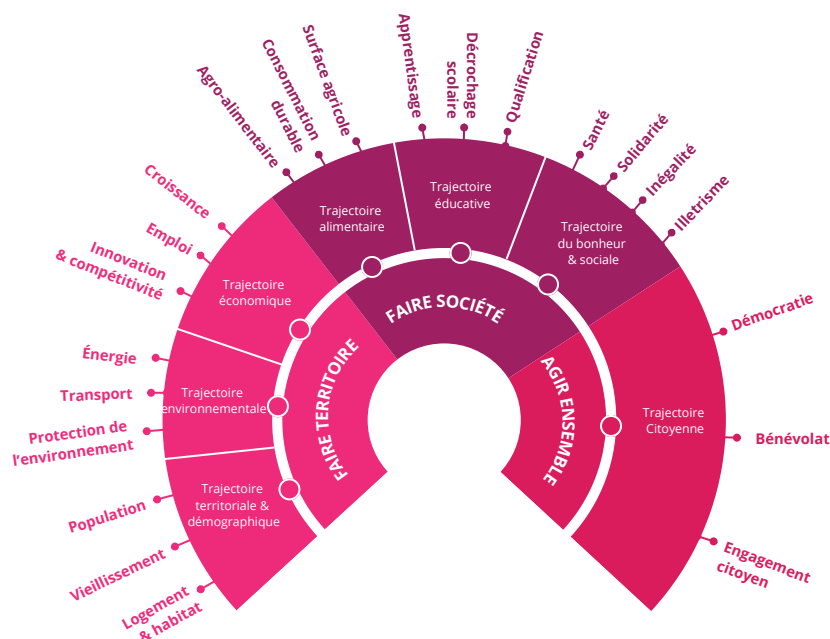 Logement
& habitat
Vieillissement
Population
Protection de
l'environnement
Transport
Énergie
Innovation
& compétitivité
Emploi
Croissance
Agro-alimentaire
Consommation
durable
Surface agricole
Apprentissage
Décrochage
scolaire
Qualification
Santé
Solidarité
Inégalité
Illetrisme
Démocratie
Bénévolat
Engagement
citoyen
Trajectoire
territoriale &
démographique
Trajectoire
environnementale
Trajectoire
économique
Trajectoire
alimentaire
Trajectoire
éducative
Trajectoire
du bonheur
& sociale
Trajectoire
Citoyenne
FAIRE TERRITOIRE
FAIRE SOCIÉTÉ
AGIR ENSEMBLE